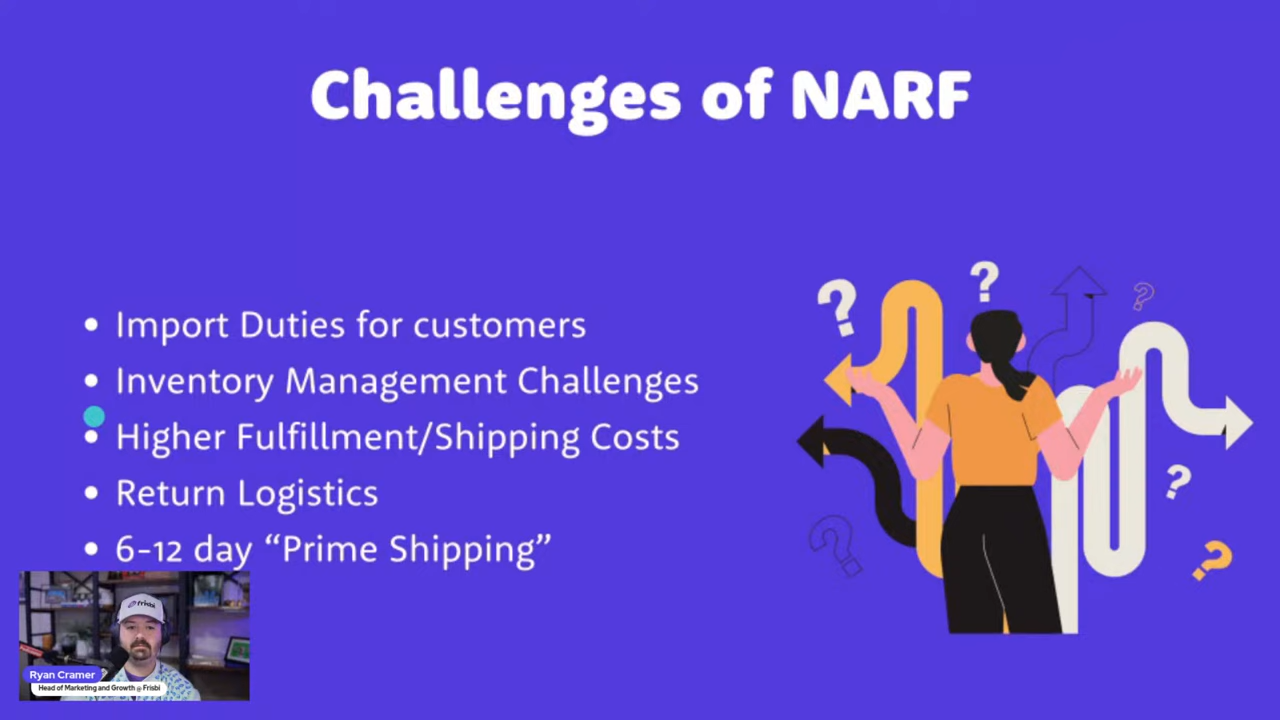 Challenges of NARF
• Import Duties for customers
• Inventory Management Challenges
• Higher Fulfillment/Shipping Costs
• Return Logistics
• 6-12 day “Prime Shipping”
? ? ? ? ? ?
frisbi
Ryan Cramer
Head of Marketing and Growth @ Frisbi